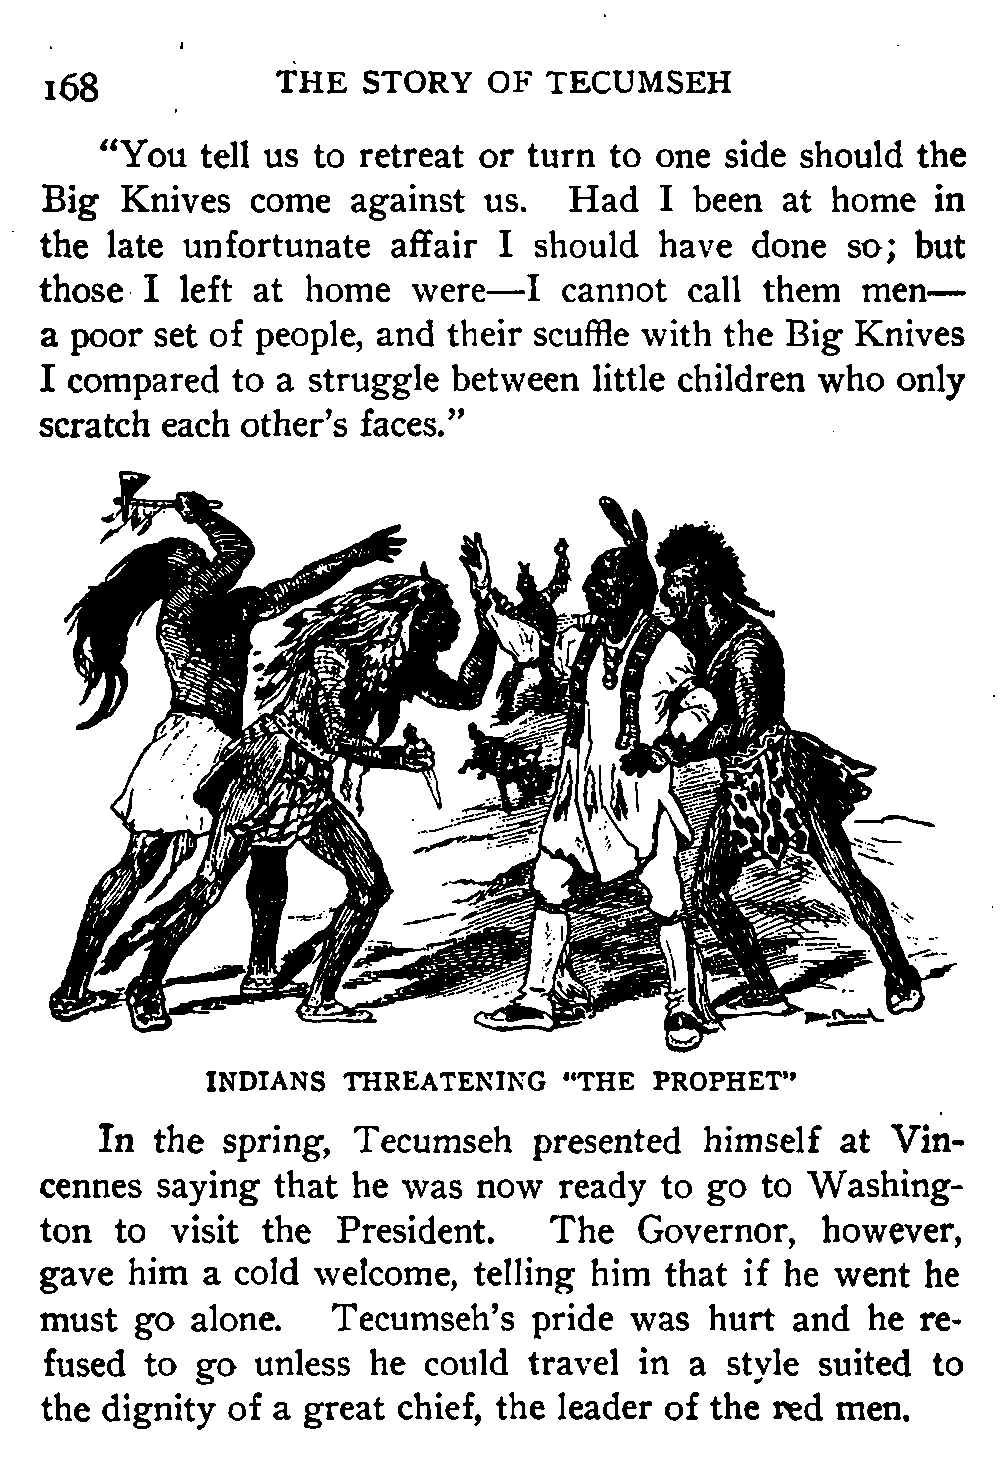 168 THE STORY OF TECUMSEH
"You tell us to retreat or turn to one side should the
Big Knives come against us. Had I been at home in
the late unfortunate affair I should have done so; but
those I left at home were—I cannot call them men—
a poor set of people, and their scuffle with the Big Knives
I compared to a struggle between little children who only
scratch each other's faces."
INDIANS THREATENING "THE PROPHET"
In the spring, Tecumseh presented himself at Vin-
cennes saying that he was now ready to go to Washing-
ton to visit the President. The Governor, however,
gave him a cold welcome, telling him that if he went he
must go alone. Tecumseh's pride was hurt and he re-
fused to go unless he could travel in a style suited to
the dignity of a great chief, the leader of the red men.